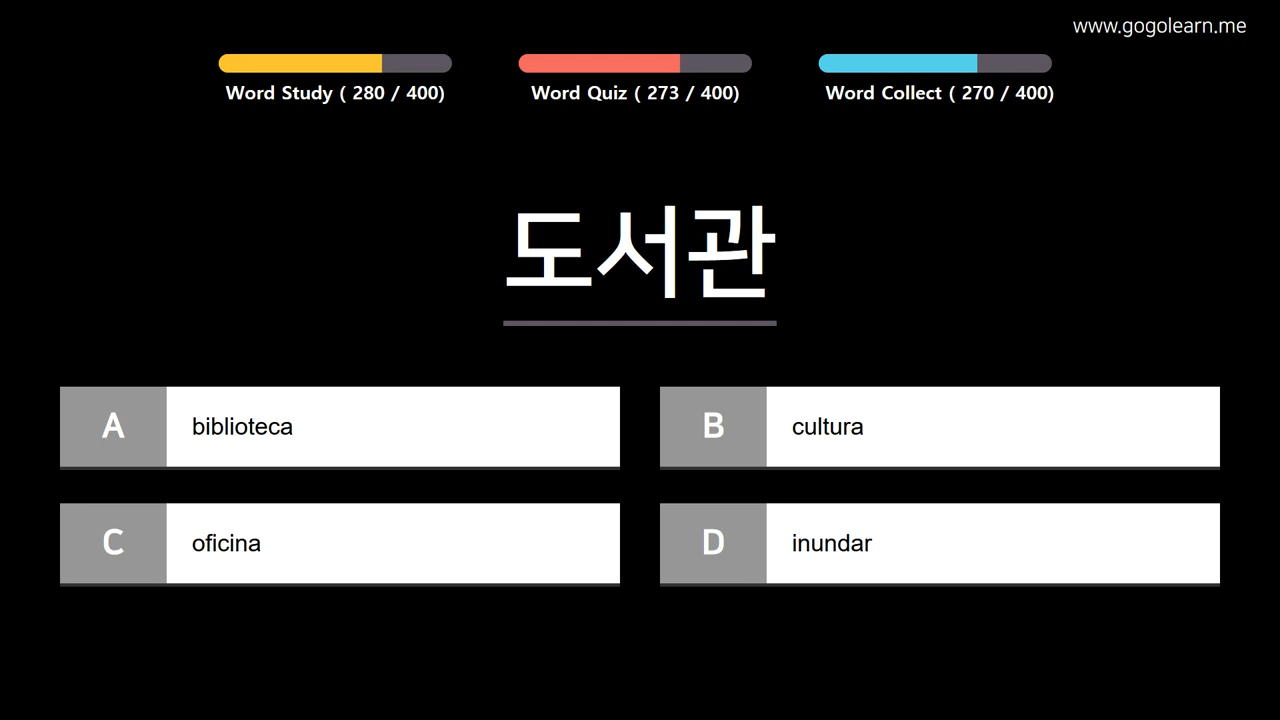 www.gogolearn.me
Word Study ( 280 / 400)
Word Quiz ( 273 / 400)
Word Collect ( 270 / 400)
도서관
A biblioteca
B cultura
C oficina
D inundar